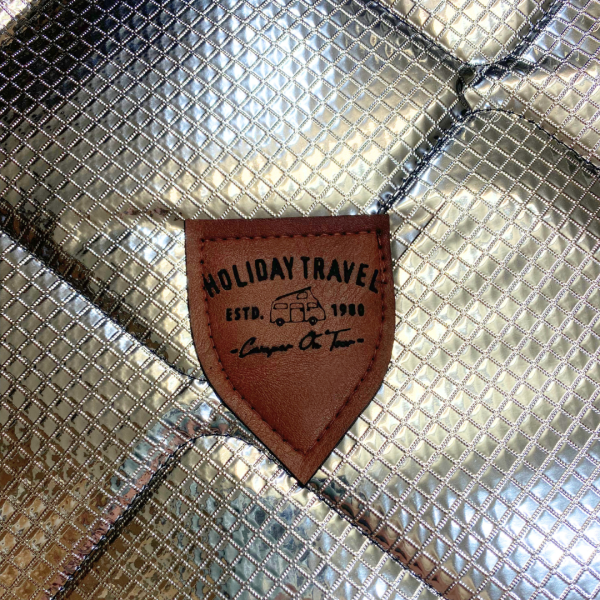 HOLIDAY TRAVEL
ESTD. 1980
-Camper On Tour-